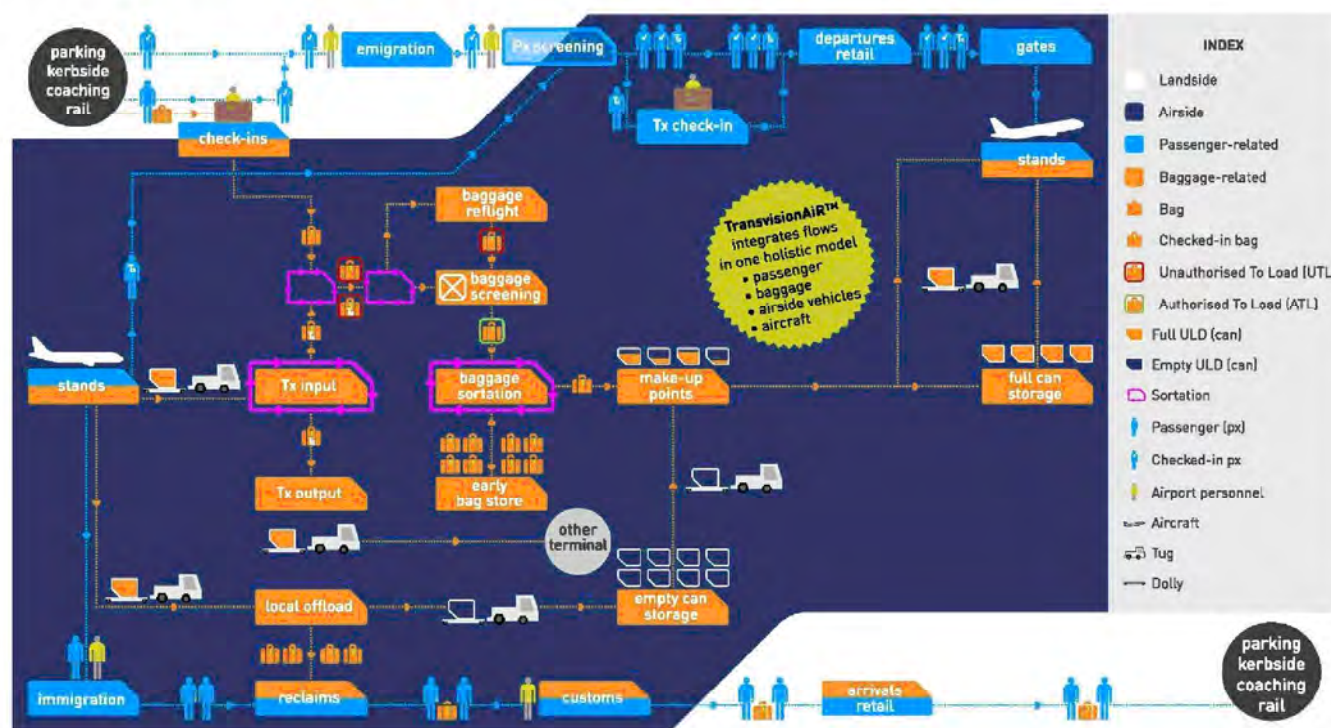 parking
kerbside
coaching
rail
emigration
Px screening
departures
retail
gates
check-ins
Tx check-in
stands
baggage
reflight
baggage
screening
TransvisionAiR™
integrates flows
in one holistic model
• passenger
• baggage
• airside vehicles
• aircraft
stands
Tx input
baggage
sortation
make-up
points
full can
storage
Tx output
early
bag store
other
terminal
local offload
empty can
storage
immigration
reclaims
customs
arrivals
retail
parking
kerbside
coaching
rail
INDEX
Landside
Airside
Passenger-related
Baggage-related
Bag
Checked-in bag
Unauthorised To Load (UTL)
Authorised To Load (ATL)
Full ULD (can)
Empty ULD (can)
Sortation
Passenger (px)
Checked-in px
Airport personnel
Aircraft
Tug
Dolly